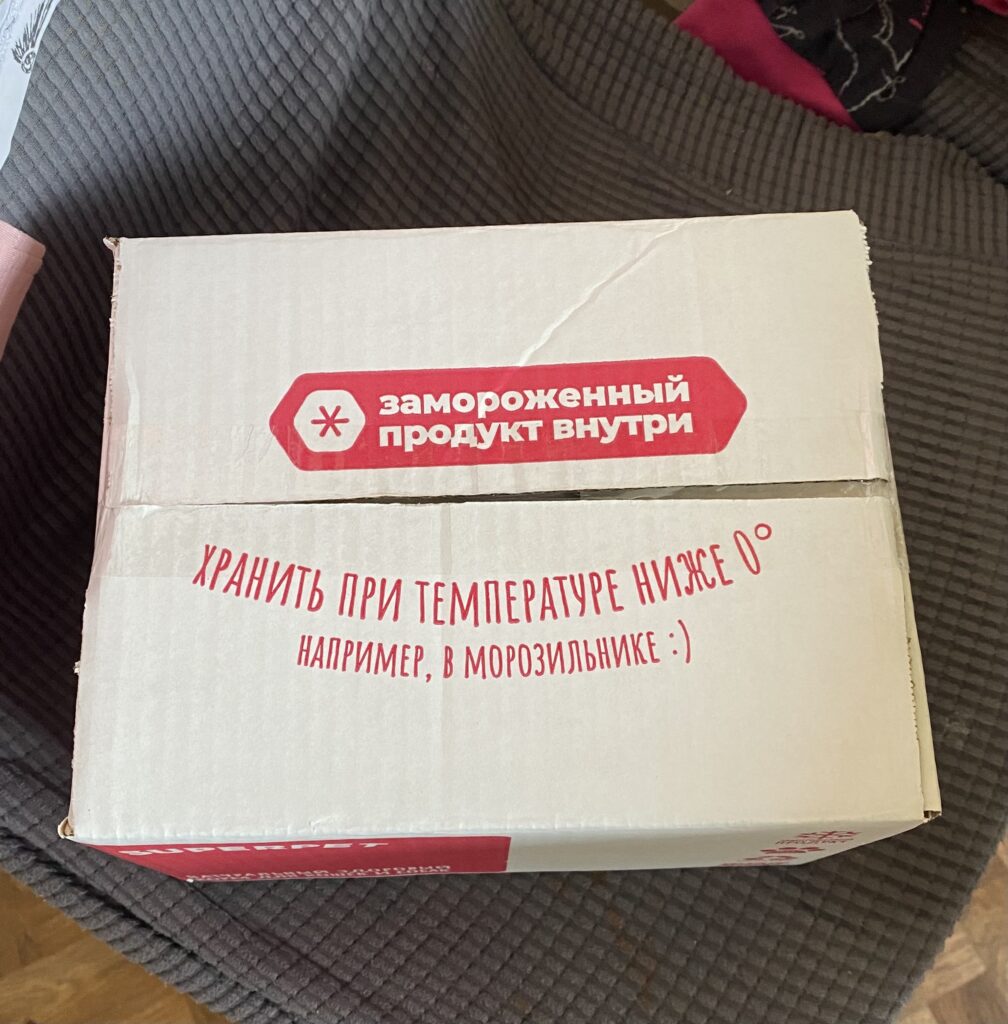 замороженный
продукт внутри
ХРАНИТЬ ПРИ ТЕМПЕРАТУРЕ НИЖЕ 0°
НАПРИМЕР, В МОРОЗИЛЬНИКЕ :)
SUPERPET